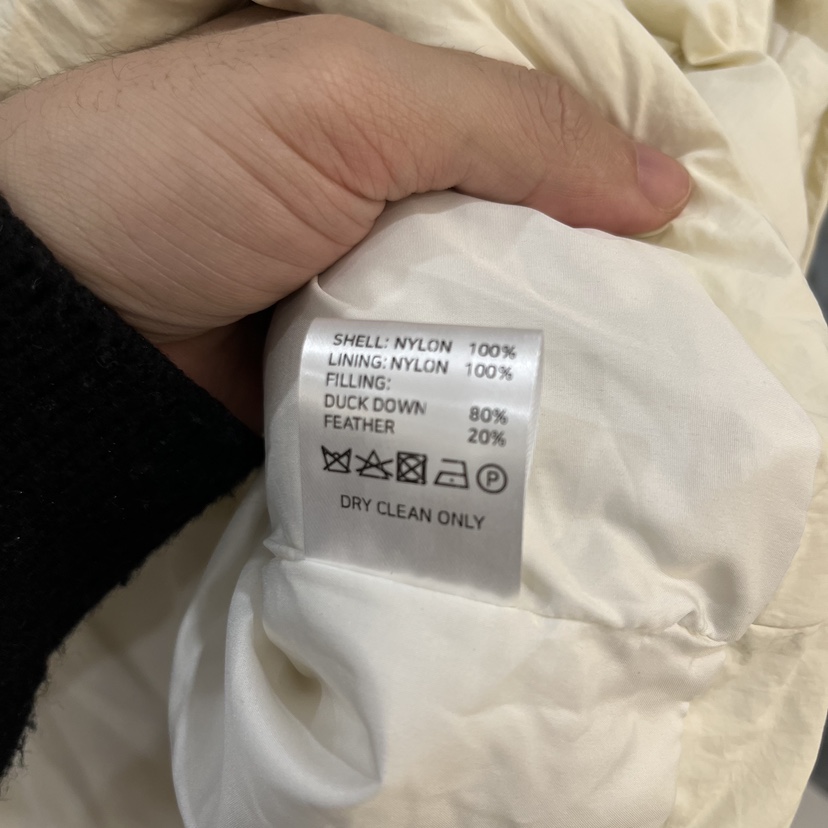 SHELL: NYLON 100%
LINING: NYLON 100%
FILLING:
DUCK DOWN 80%
FEATHER 20%
P
DRY CLEAN ONLY